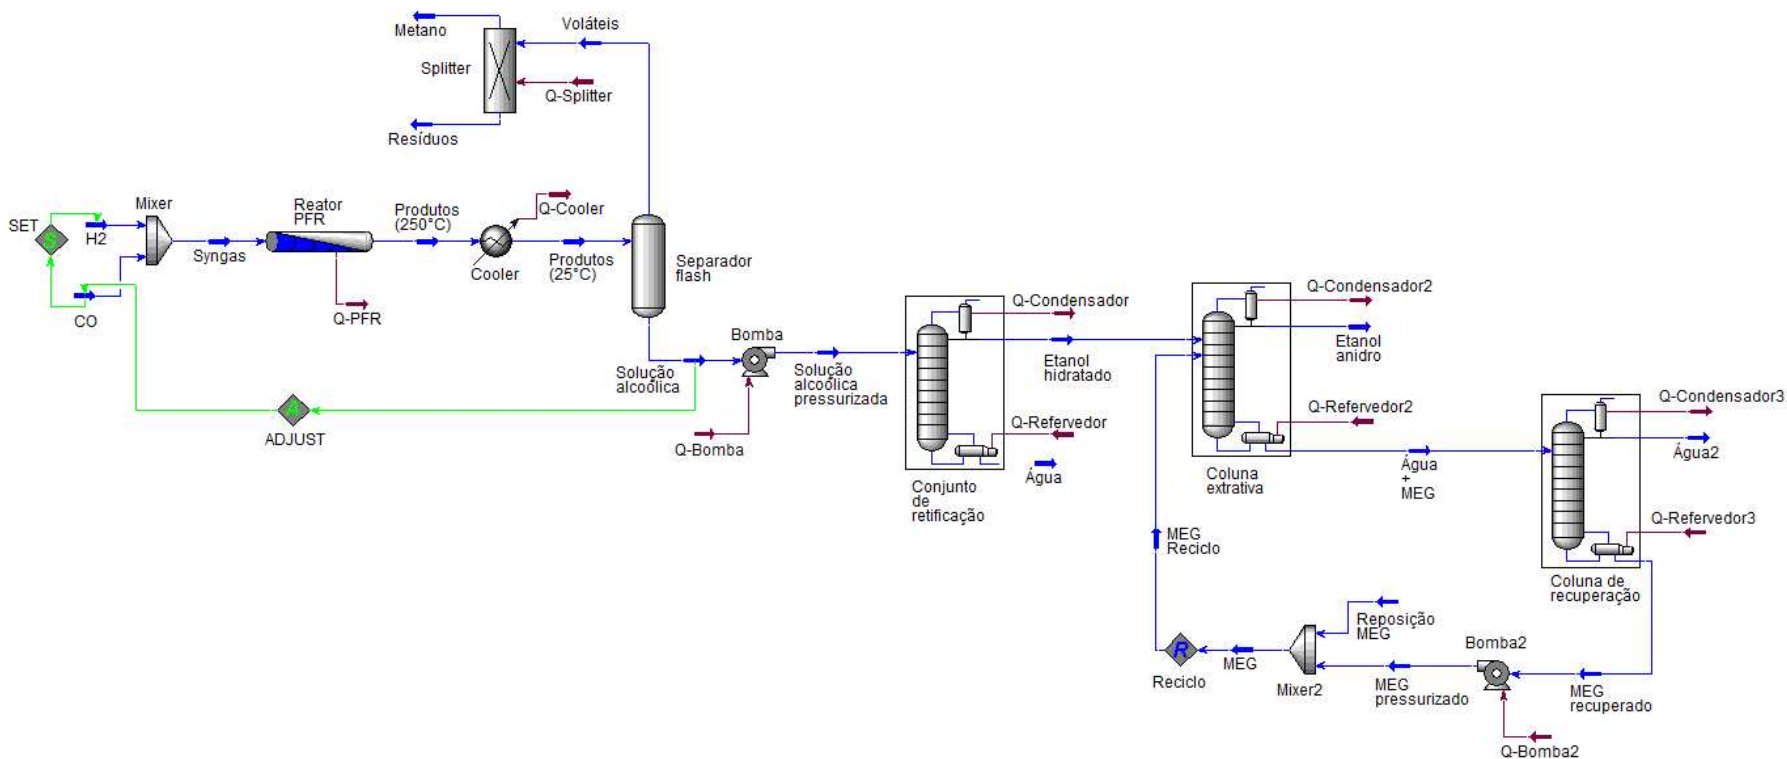 Metano
Voláteis
Splitter
Q-Splitter
Resíduos
SET
S
H2
CO
Mixer
Syngas
Reator
PFR
Q-PFR
Produtos
(250°C)
Q-Cooler
Cooler
Produtos
(25°C)
Separador
flash
Solução
alcoólica
A
ADJUST
Bomba
Q-Bomba
Solução
alcoólica
pressurizada
Q-Condensador
Etanol
hidratado
Q-Refervedor
Água
Conjunto
de
retificação
Q-Condensador2
Etanol
anidro
Q-Refervedor2
Coluna
extrativa
Água
+
MEG
Q-Condensador3
Água2
Q-Refervedor3
Coluna de
recuperação
MEG
Reciclo
R
Reciclo
MEG
Reposição
MEG
Mixer2
MEG
pressurizado
Bomba2
MEG
recuperado
Q-Bomba2